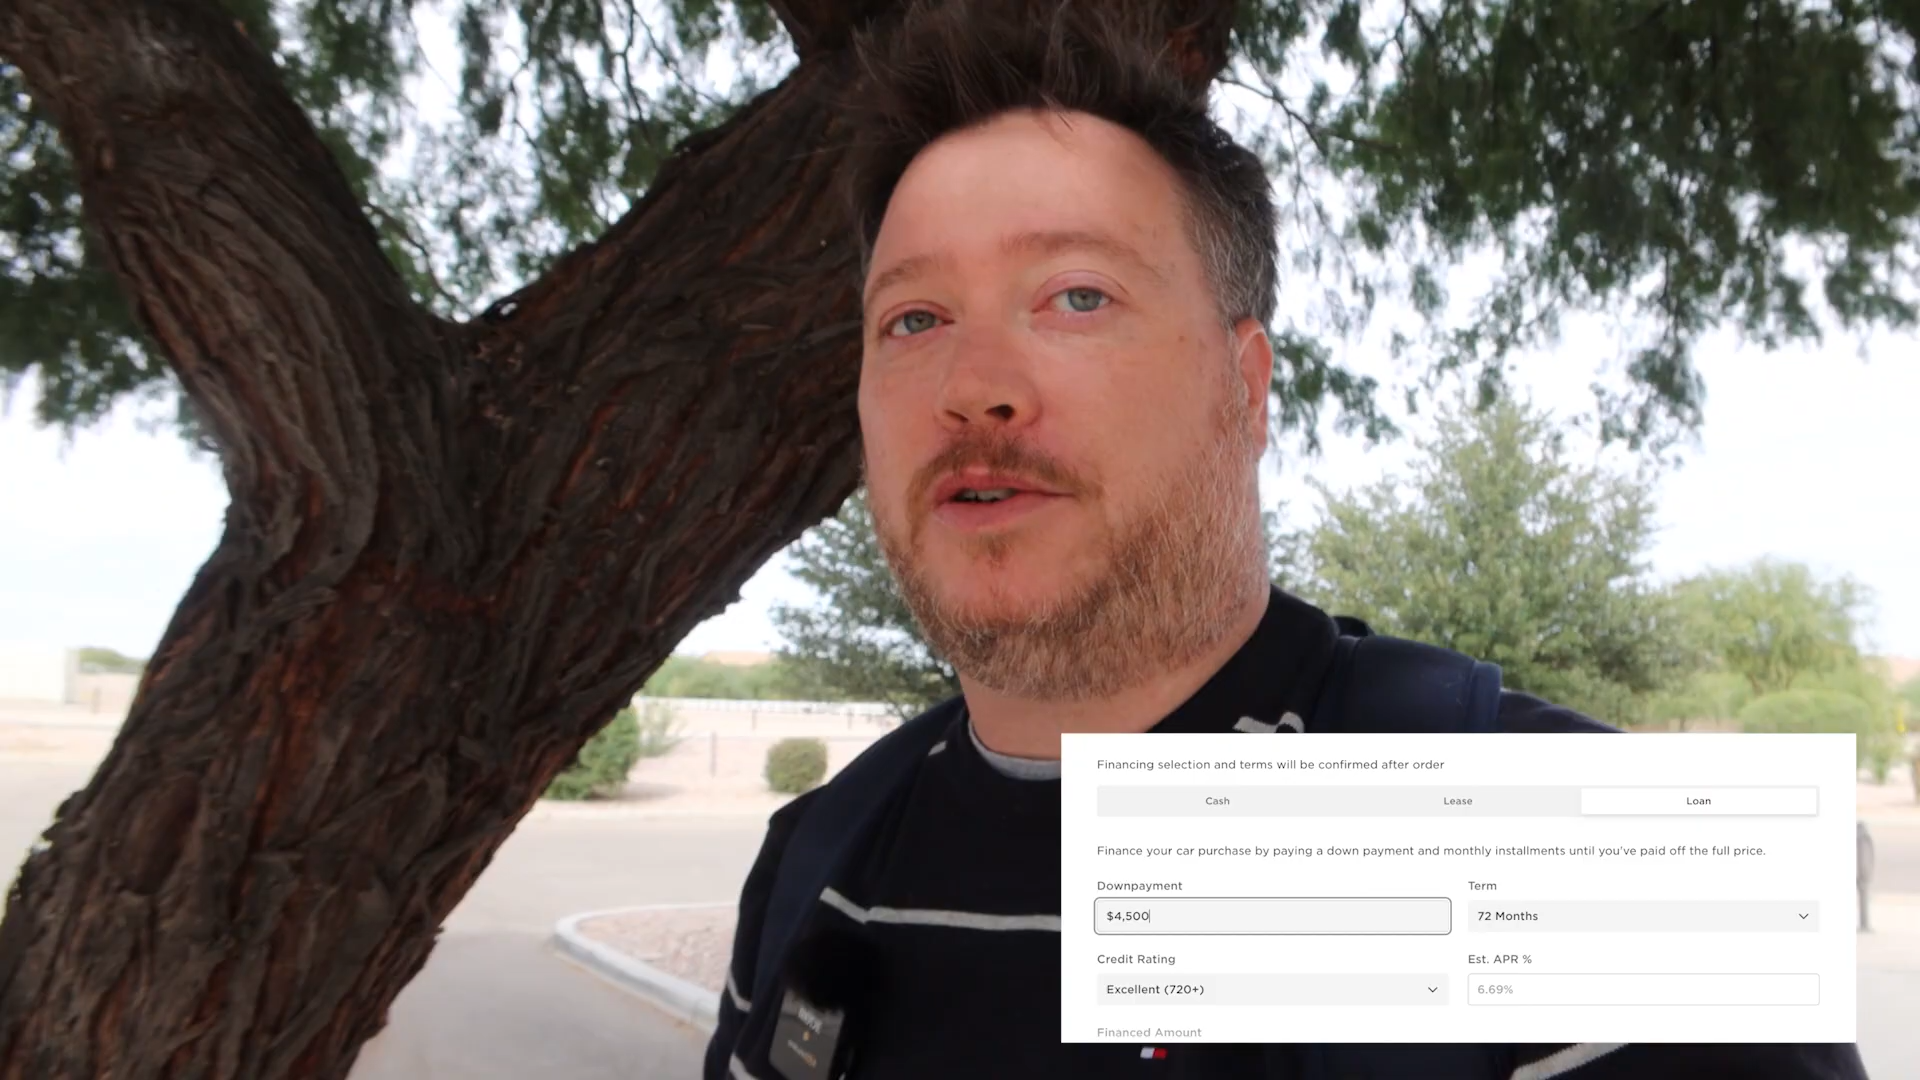 Financing selection and terms will be confirmed after order
Cash Lease Loan
Finance your car purchase by paying a down payment and monthly installments until you've paid off the full price.
Downpayment Term
$4,500 72 Months
Credit Rating Est. APR %
Excellent (720+) 6.69%
Financed Amount